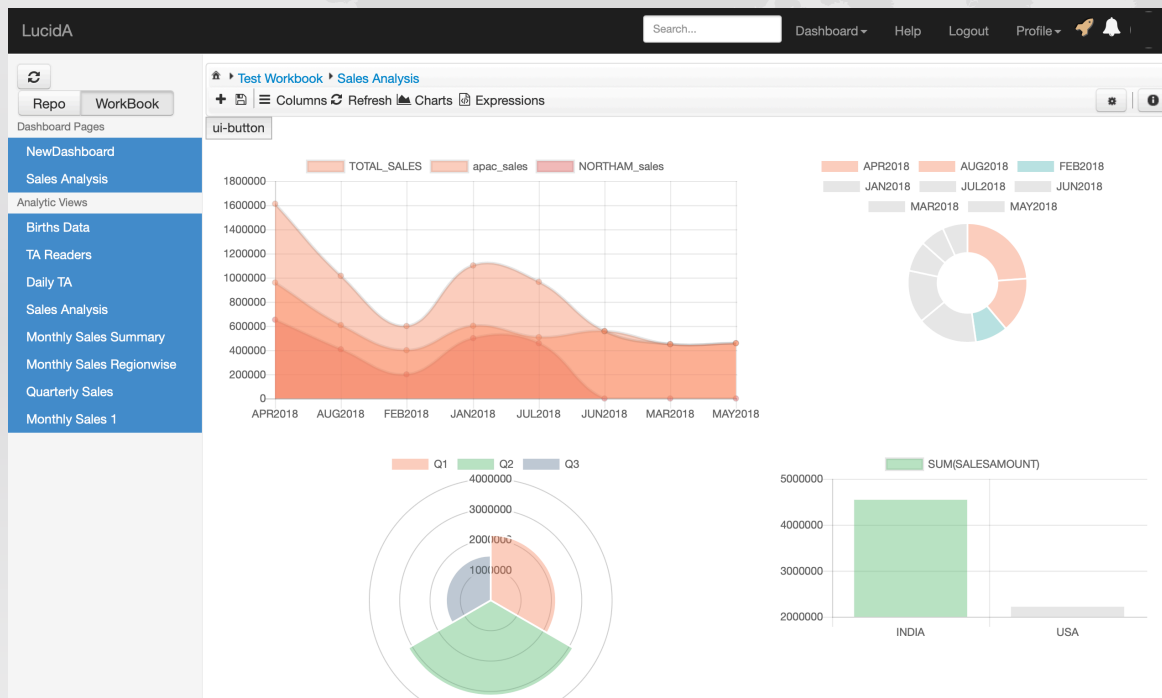 LucidA
Search... Dashboard Help Logout Profile
Repo WorkBook
Dashboard Pages
NewDashboard
Sales Analysis
Analytic Views
Births Data
TA Readers
Daily TA
Sales Analysis
Monthly Sales Summary
Monthly Sales Regionwise
Quarterly Sales
Monthly Sales 1
Test Workbook Sales Analysis
Columns Refresh Charts Expressions
ui-button
TOTAL_SALES apac_sales NORTHAM_sales
1800000
1600000
1400000
1200000
1000000
800000
600000
400000
200000
0
APR2018 AUG2018 FEB2018 JAN2018 JUL2018 JUN2018 MAR2018 MAY2018
APR2018 AUG2018 FEB2018
JAN2018 JUL2018 JUN2018
MAR2018 MAY2018
Q1 Q2 Q3
4000000
3000000
2000000
1000000
SUM(SALESAMOUNT)
5000000
4000000
3000000
2000000
INDIA USA